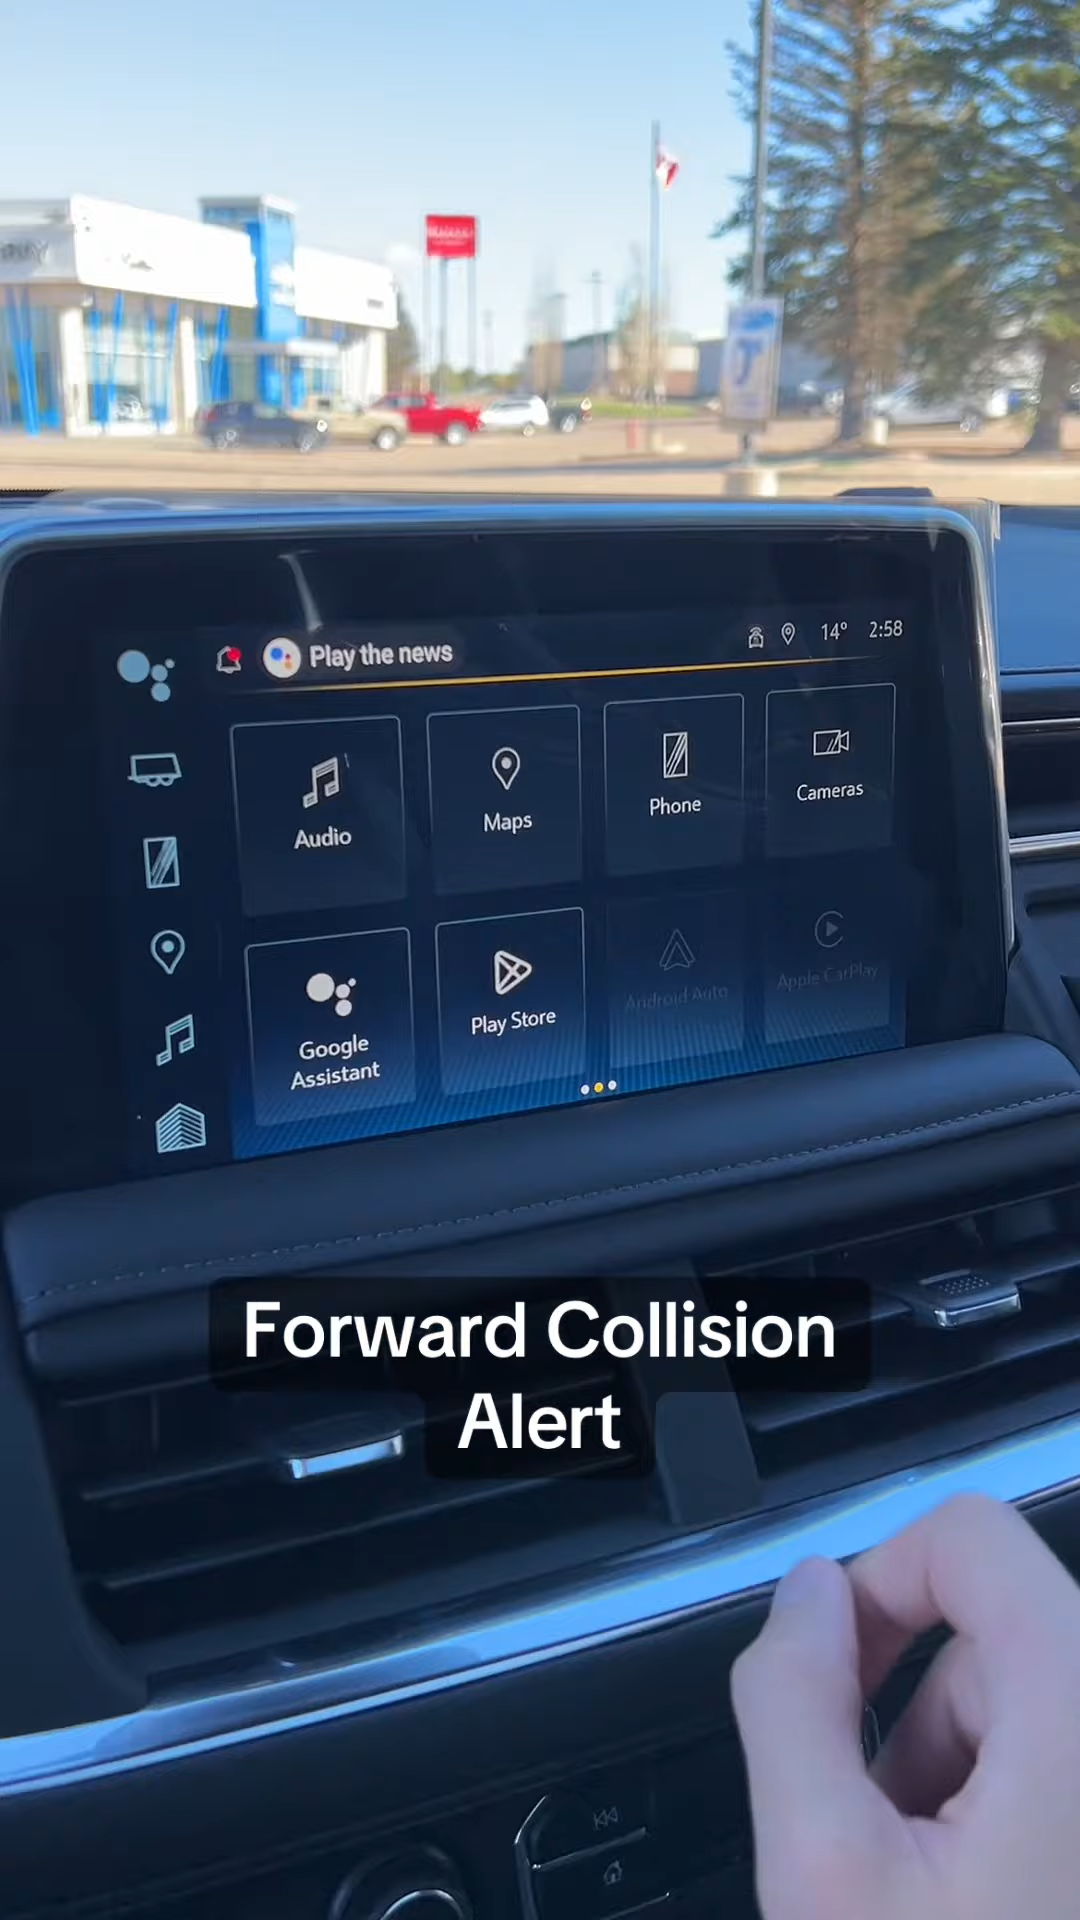 Play the news
14°
2:58
Audio
Maps
Phone
Cameras
Google
Assistant
Play Store
Android Auto
Apple CarPlay
Forward Collision
Alert